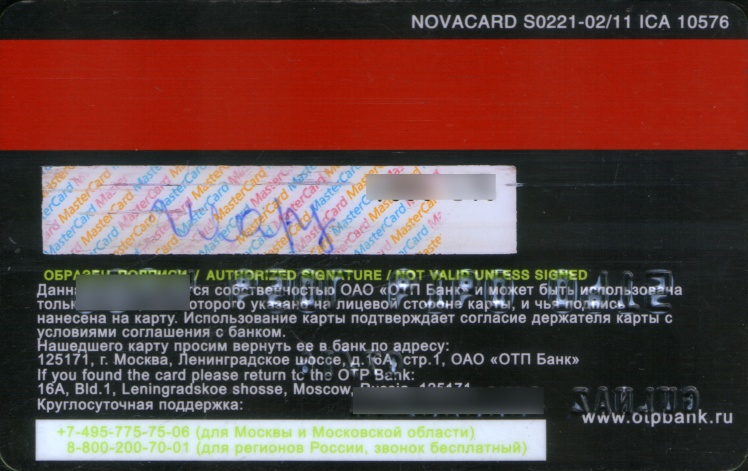 NOVACARD S0221-02/11 ICA 10576
MasterCard MasterCard MasterCard
ОБРАЗЕЦ ПОДПИСИ / AUTHORIZED SIGNATURE / NOT VALID UNLESS SIGNED
собственностью ОАО «ОТП Банк» и может быть использована
которого указано на лицевой стороне карты, и чья подпись
нанесена на карту. Использование карты подтверждает согласие держателя карты с
условиями соглашения с банком.
Нашедшего карту просим вернуть ее в банк по адресу:
125171, г. Москва, Ленинградское шоссе, д.16А, стр.1, ОАО «ОТП Банк»
If you found the card please return to the OTP Bank:
16A, Bld.1, Leningradskoe shosse, Moscow, Russia, 125171
Круглосуточная поддержка:
www.otpbank.ru
+7-495-775-75-06 (для Москвы и Московской области)
8-800-200-70-01 (для регионов России, звонок бесплатный)